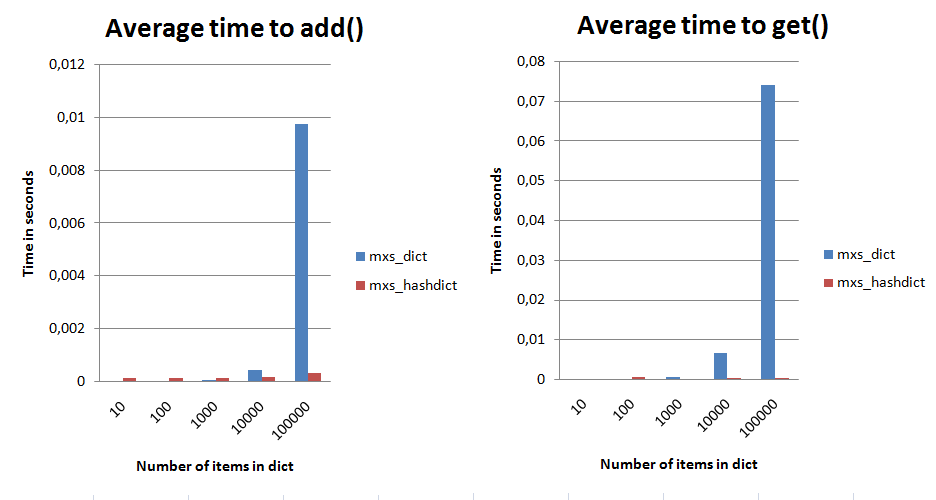 Average time to add()
0,012
0,01
0,008
0,006
0,004
0,002
0
Time in seconds
10
100
1000
10000
100000
Number of items in dict
mxs_dict
mxs_hashdict
Average time to get()
0,08
0,07
0,06
0,05
0,04
0,03
0,02
0,01
0
Time in seconds
10
100
1000
10000
100000
Number of items in dict
mxs_dict
mxs_hashdict